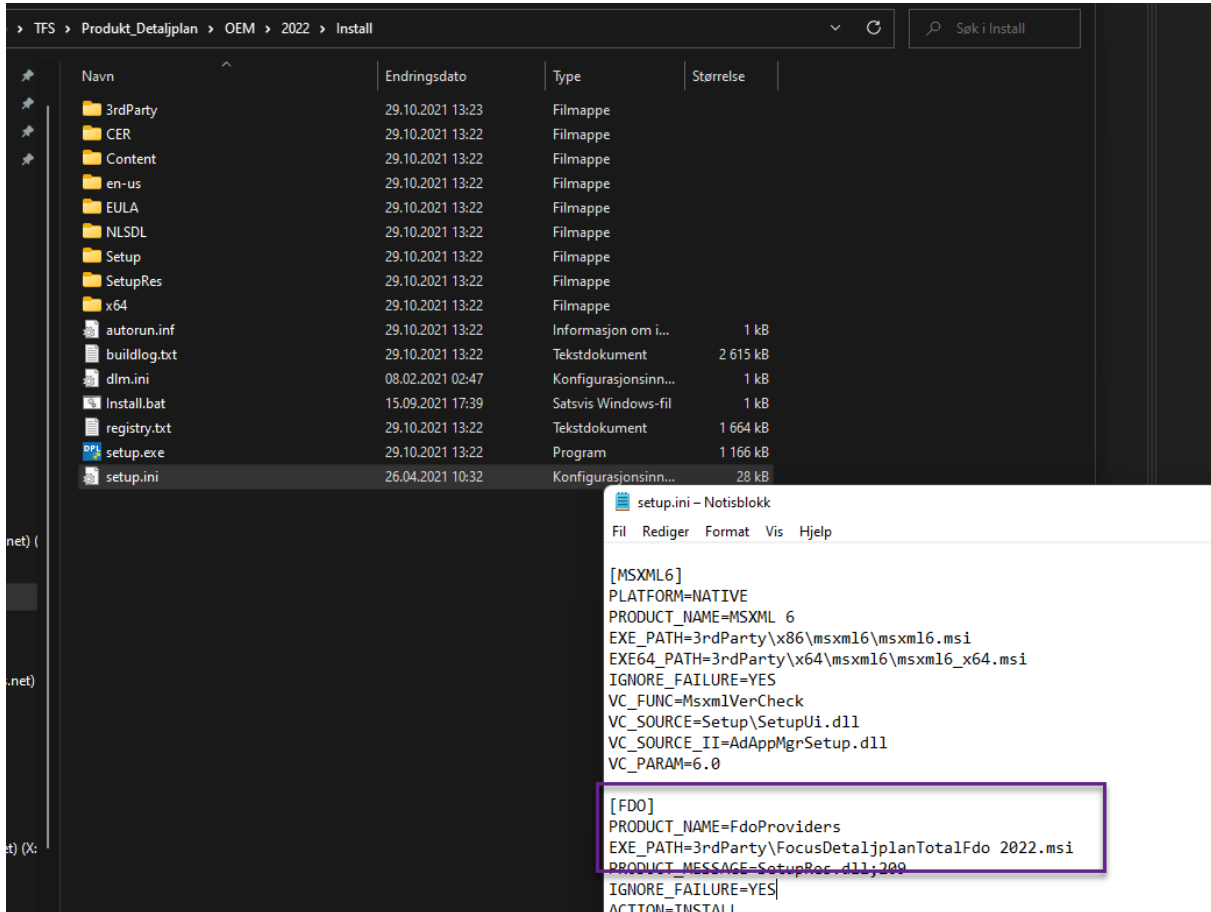 › TFS › Produkt_Detaljplan › OEM › 2022 › Install
Søk i Install
Navn Endringsdato Type Størrelse
3rdParty 29.10.2021 13:23 Filmappe
CER 29.10.2021 13:22 Filmappe
Content 29.10.2021 13:22 Filmappe
en-us 29.10.2021 13:22 Filmappe
EULA 29.10.2021 13:22 Filmappe
NLSDL 29.10.2021 13:22 Filmappe
Setup 29.10.2021 13:22 Filmappe
SetupRes 29.10.2021 13:22 Filmappe
x64 29.10.2021 13:22 Filmappe
autorun.inf 29.10.2021 13:22 Informasjon om i... 1 kB
buildlog.txt 29.10.2021 13:22 Tekstdokument 2 615 kB
dlm.ini 08.02.2021 02:47 Konfigurasjonsinn... 1 kB
Install.bat 15.09.2021 17:39 Satsvis Windows-fil 1 kB
registry.txt 29.10.2021 13:22 Tekstdokument 1 664 kB
DPL setup.exe 29.10.2021 13:22 Program 1 166 kB
setup.ini 26.04.2021 10:32 Konfigurasjonsinn... 28 kB
net) (
s.net)
et) (X:
setup.ini – Notisblokk
Fil Rediger Format Vis Hjelp
[MSXML6]
PLATFORM=NATIVE
PRODUCT_NAME=MSXML 6
EXE_PATH=3rdParty\x86\msxml6\msxml6.msi
EXE64_PATH=3rdParty\x64\msxml6\msxml6_x64.msi
IGNORE_FAILURE=YES
VC_FUNC=MsxmlVerCheck
VC_SOURCE=Setup\SetupUi.dll
VC_SOURCE_II=AdAppMgrSetup.dll
VC_PARAM=6.0
[FDO]
PRODUCT_NAME=FdoProviders
EXE_PATH=3rdParty\FocusDetaljplanTotalFdo 2022.msi
PRODUCT_MESSAGE=SetupRes.dll;209
IGNORE_FAILURE=YES
ACTION=INSTALL